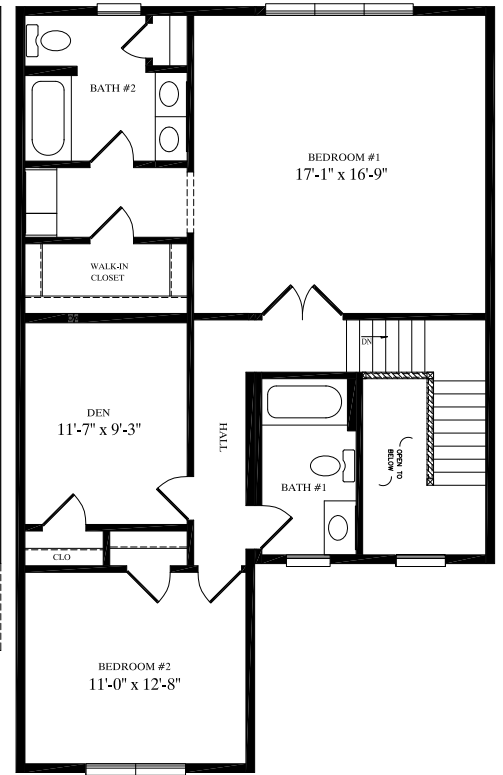 BATH #2
BEDROOM #1
17'-1" x 16'-9"
WALK-IN
CLOSET
DN
DEN
11'-7" x 9'-3"
HALL
OPEN TO
BELOW
BATH #1
CLO
BEDROOM #2
11'-0" x 12'-8"